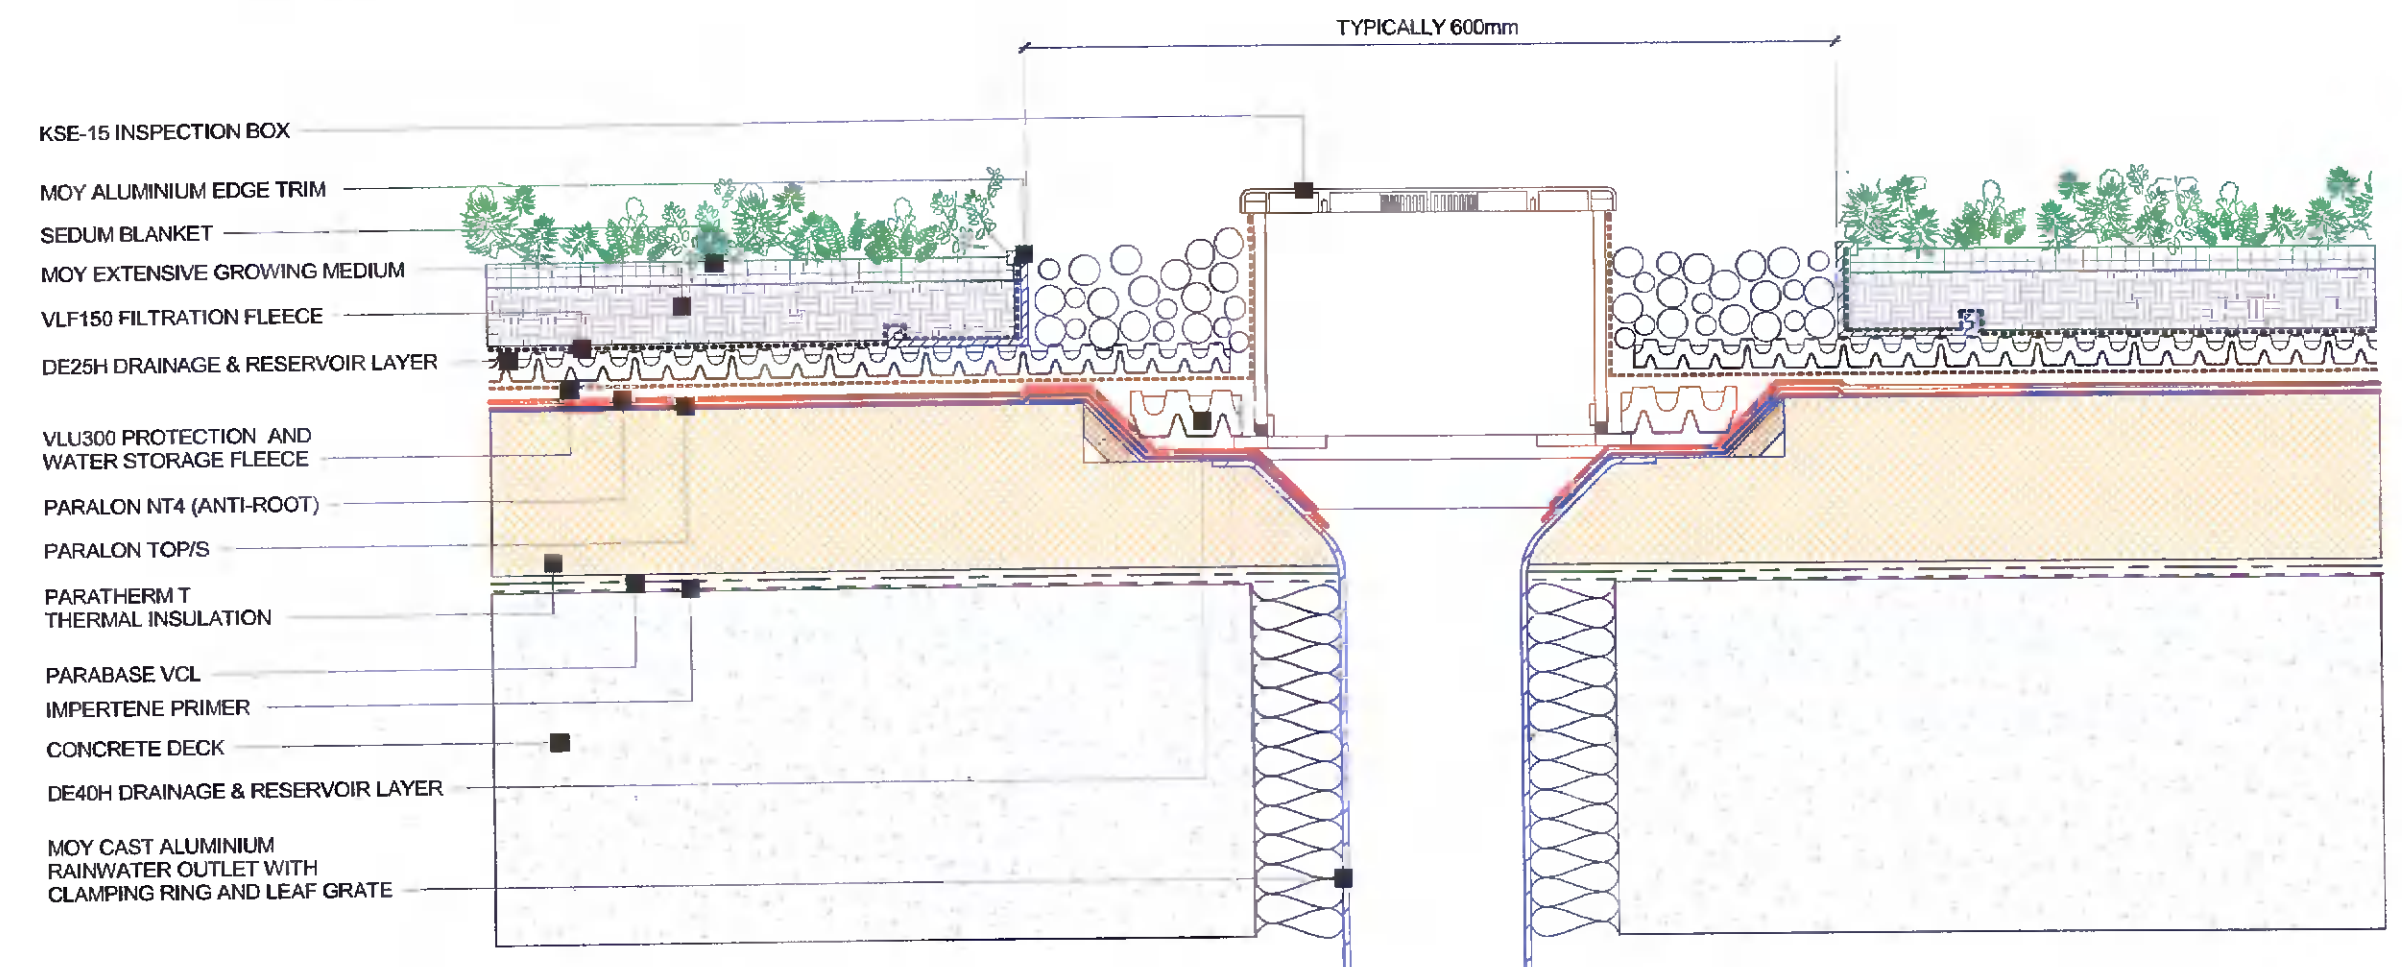 TYPICALLY 600mm
KSE-15 INSPECTION BOX
MOY ALUMINIUM EDGE TRIM
SEDUM BLANKET
MOY EXTENSIVE GROWING MEDIUM
VLF150 FILTRATION FLEECE
DE25H DRAINAGE & RESERVOIR LAYER
VLU300 PROTECTION AND
WATER STORAGE FLEECE
PARALON NT4 (ANTI-ROOT)
PARALON TOP/S
PARATHERM T
THERMAL INSULATION
PARABASE VCL
IMPERTENE PRIMER
CONCRETE DECK
DE40H DRAINAGE & RESERVOIR LAYER
MOY CAST ALUMINIUM
RAINWATER OUTLET WITH
CLAMPING RING AND LEAF GRATE